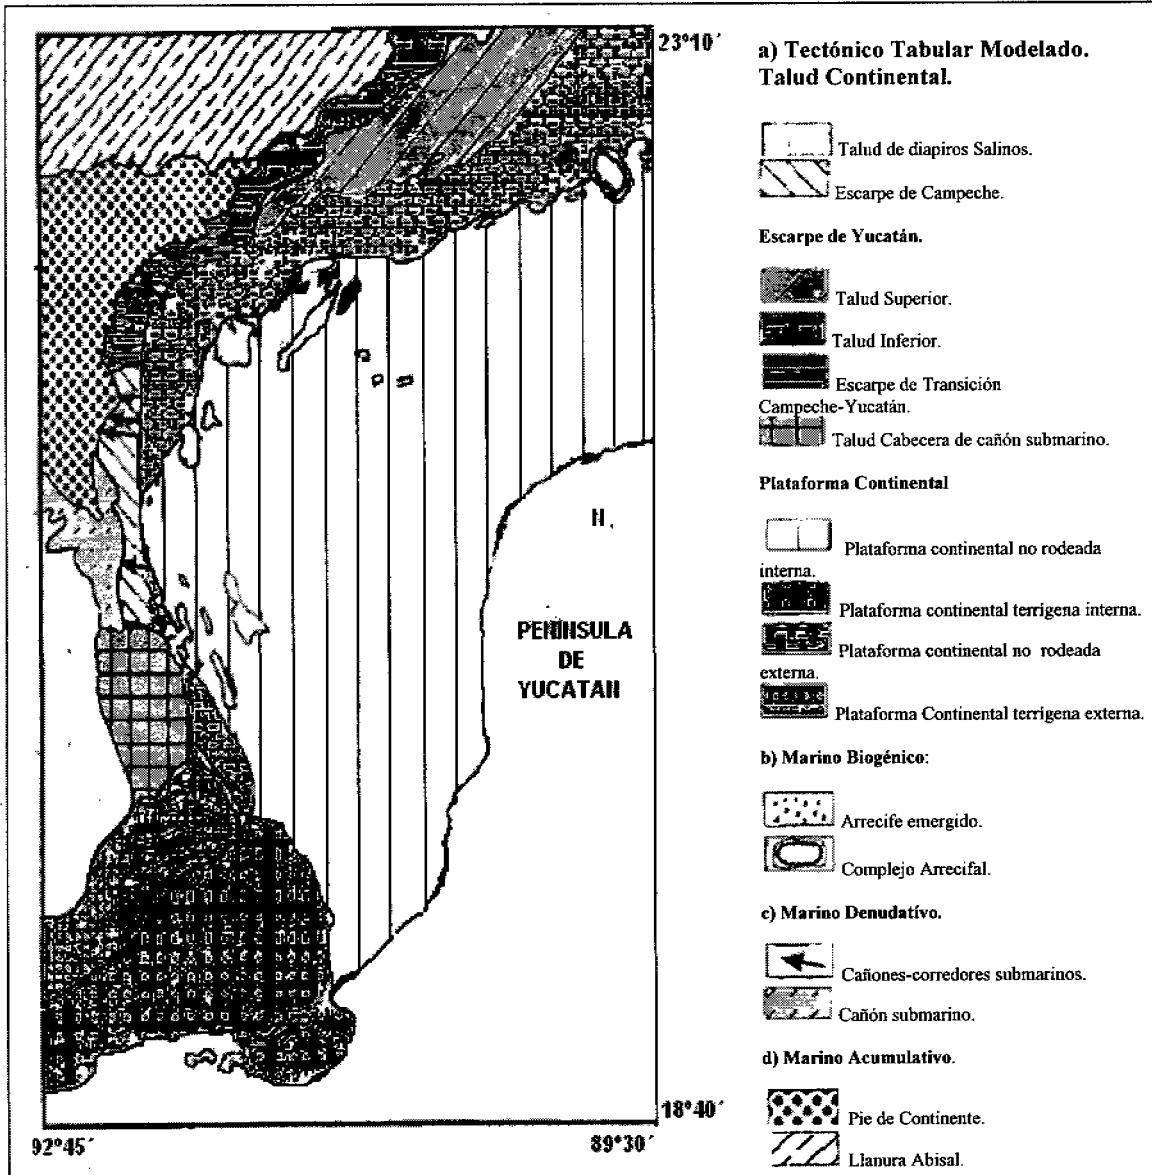 23°10´
H.
PENINSULA
DE
YUCATAN
18°40´
92°45´
89°30´
a) Tectónico Tabular Modelado.
Talud Continental.
Talud de diapiros Salinos.
Escarpe de Campeche.
Escarpe de Yucatán.
Talud Superior.
Talud Inferior.
Escarpe de Transición
Campeche-Yucatán.
Talud Cabecera de cañón submarino.
Plataforma Continental
Plataforma continental no rodeada
interna.
Plataforma continental terrígena interna.
Plataforma continental no rodeada
externa.
Plataforma Continental terrígena externa.
b) Marino Biogénico:
Arrecife emergido.
Complejo Arrecifal.
c) Marino Denudatívo.
Cañones-corredores submarinos.
Cañón submarino.
d) Marino Acumulativo.
Pie de Continente.
Llanura Abisal.